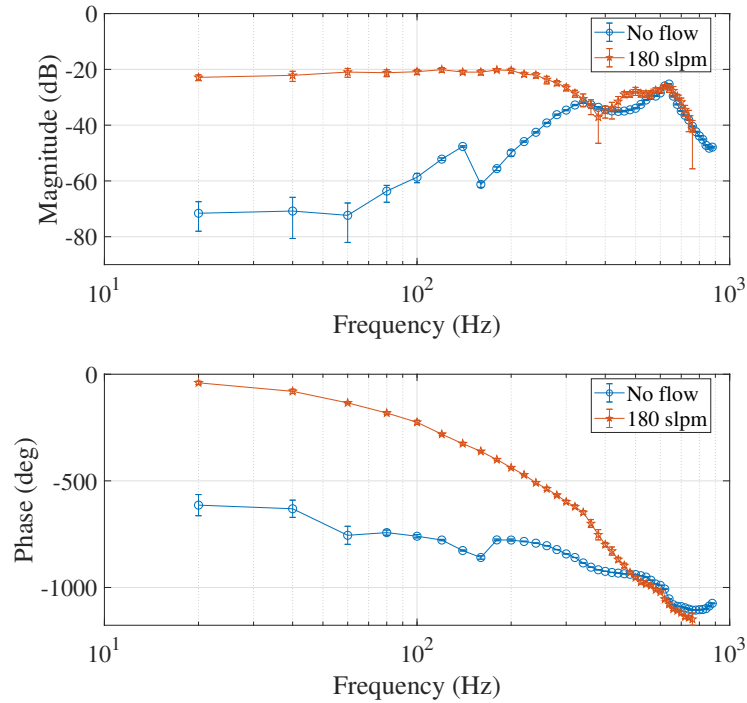 0
-20
-40
-60
-80
Magnitude (dB)
No flow
180 slpm
10^1
10^2
10^3
Frequency (Hz)
0
-500
-1000
Phase (deg)
No flow
180 slpm
10^1
10^2
10^3
Frequency (Hz)